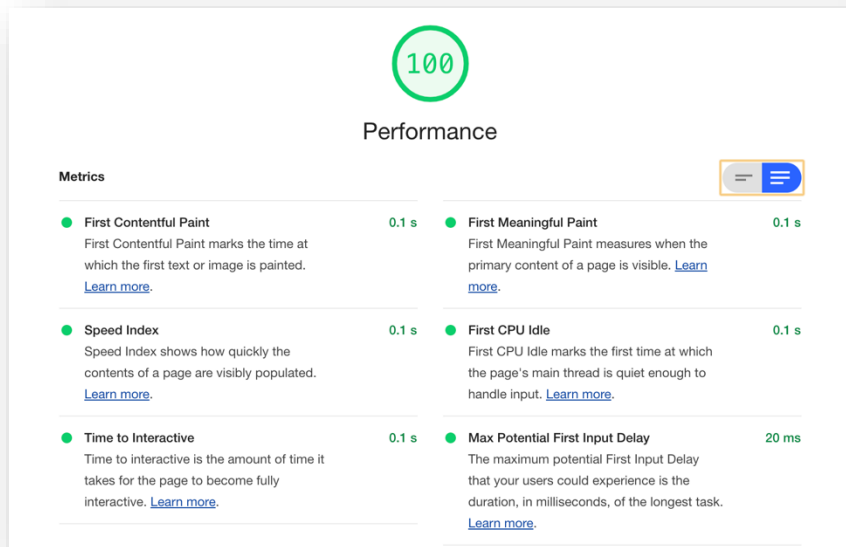 100
Performance
Metrics
First Contentful Paint 0.1 s
First Contentful Paint marks the time at
which the first text or image is painted.
Learn more.
First Meaningful Paint 0.1 s
First Meaningful Paint measures when the
primary content of a page is visible. Learn
more.
Speed Index 0.1 s
Speed Index shows how quickly the
contents of a page are visibly populated.
Learn more.
First CPU Idle 0.1 s
First CPU Idle marks the first time at which
the page's main thread is quiet enough to
handle input. Learn more.
Time to Interactive 0.1 s
Time to interactive is the amount of time it
takes for the page to become fully
interactive. Learn more.
Max Potential First Input Delay 20 ms
The maximum potential First Input Delay
that your users could experience is the
duration, in milliseconds, of the longest task.
Learn more.